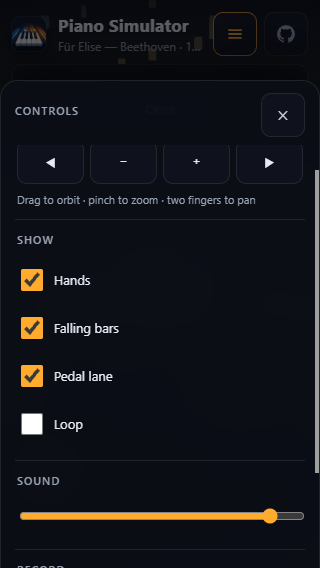 Piano Simulator
Für Elise — Beethoven · 1...
CONTROLS
Drag to orbit · pinch to zoom · two fingers to pan
SHOW
Hands
Falling bars
Pedal lane
Loop
SOUND
RECORD